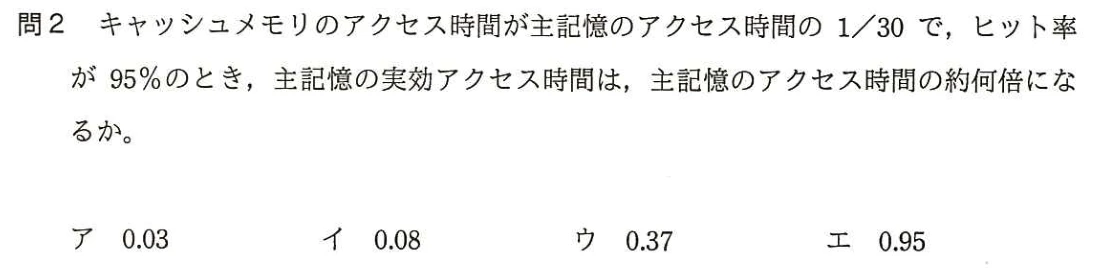 問2 キャッシュメモリのアクセス時間が主記憶のアクセス時間の 1/30 で，ヒット率
が 95％のとき，主記憶の実効アクセス時間は，主記憶のアクセス時間の約何倍にな
るか。
ア 0.03 イ 0.08 ウ 0.37 エ 0.95